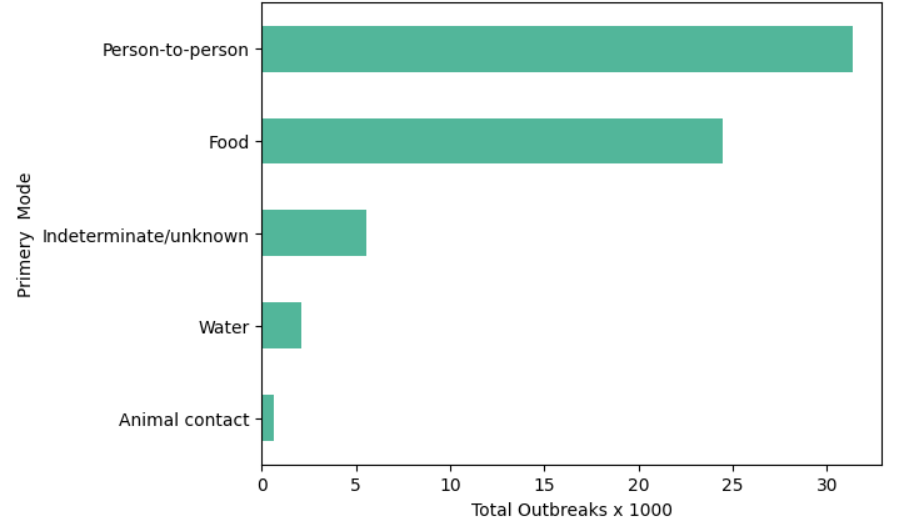 Person-to-person
Food
Indeterminate/unknown
Water
Animal contact
Primery  Mode
0 5 10 15 20 25 30
Total Outbreaks x 1000